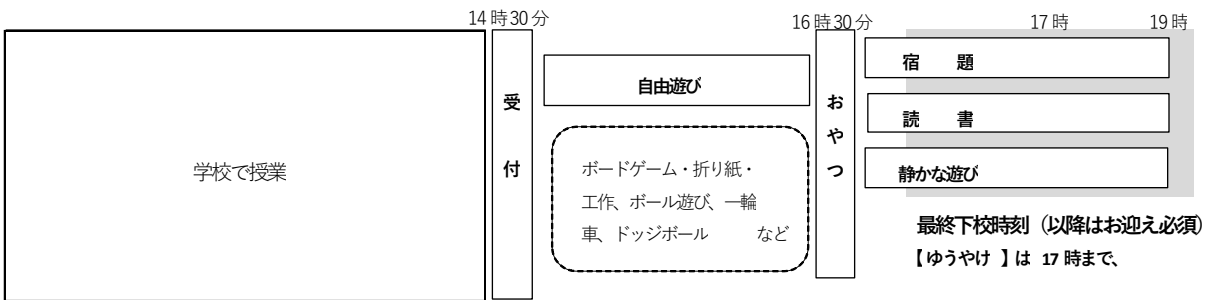 14時30分
16時30分
17時
19時
学校で授業
受付
自由遊び
ボードゲーム・折り紙・
工作、ボール遊び、一輪
車、ドッジボール　　など
おやつ
宿　題
読　書
静かな遊び
最終下校時刻（以降はお迎え必須）
【ゆうやけ 】は 17 時まで、